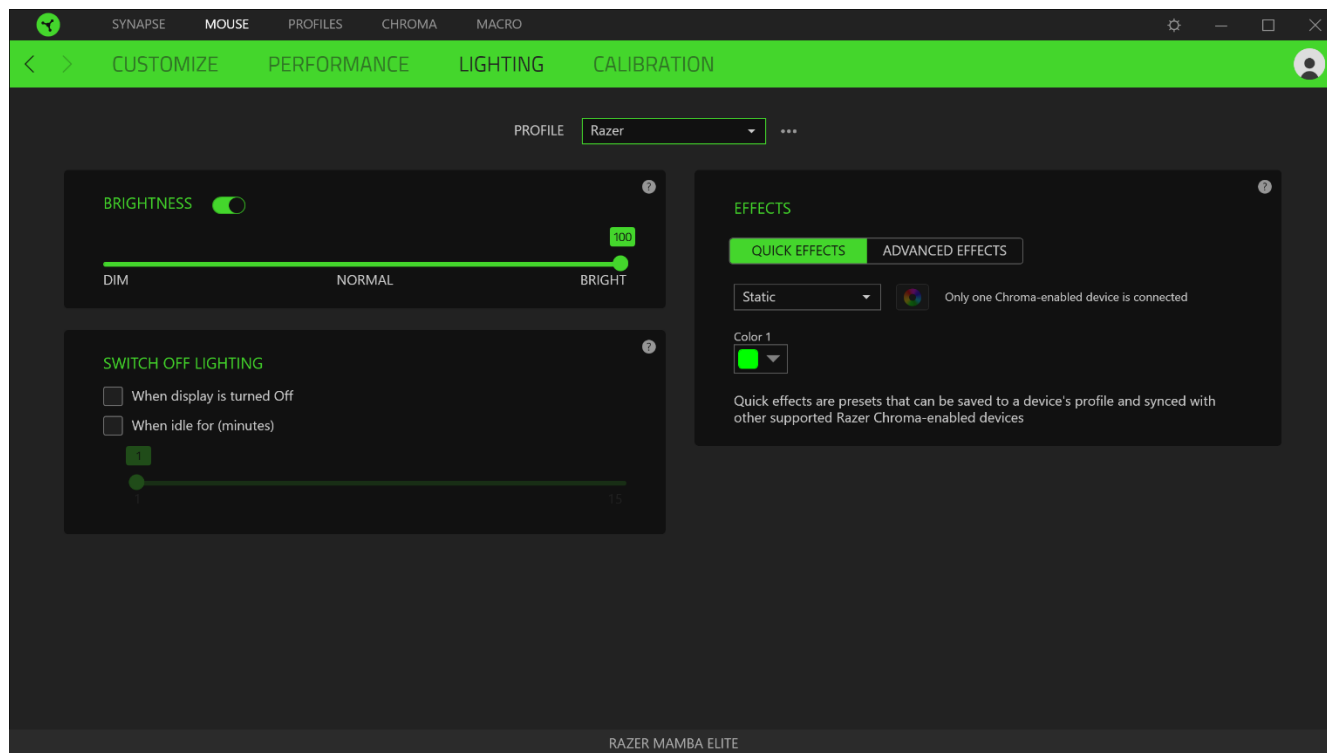 SYNAPSE MOUSE PROFILES CHROMA MACRO
CUSTOMIZE PERFORMANCE LIGHTING CALIBRATION
PROFILE Razer
BRIGHTNESS
100
DIM NORMAL BRIGHT
SWITCH OFF LIGHTING
When display is turned Off
When idle for (minutes)
1
1 15
EFFECTS
QUICK EFFECTS ADVANCED EFFECTS
Static Only one Chroma-enabled device is connected
Color 1
Quick effects are presets that can be saved to a device's profile and synced with
other supported Razer Chroma-enabled devices
RAZER MAMBA ELITE